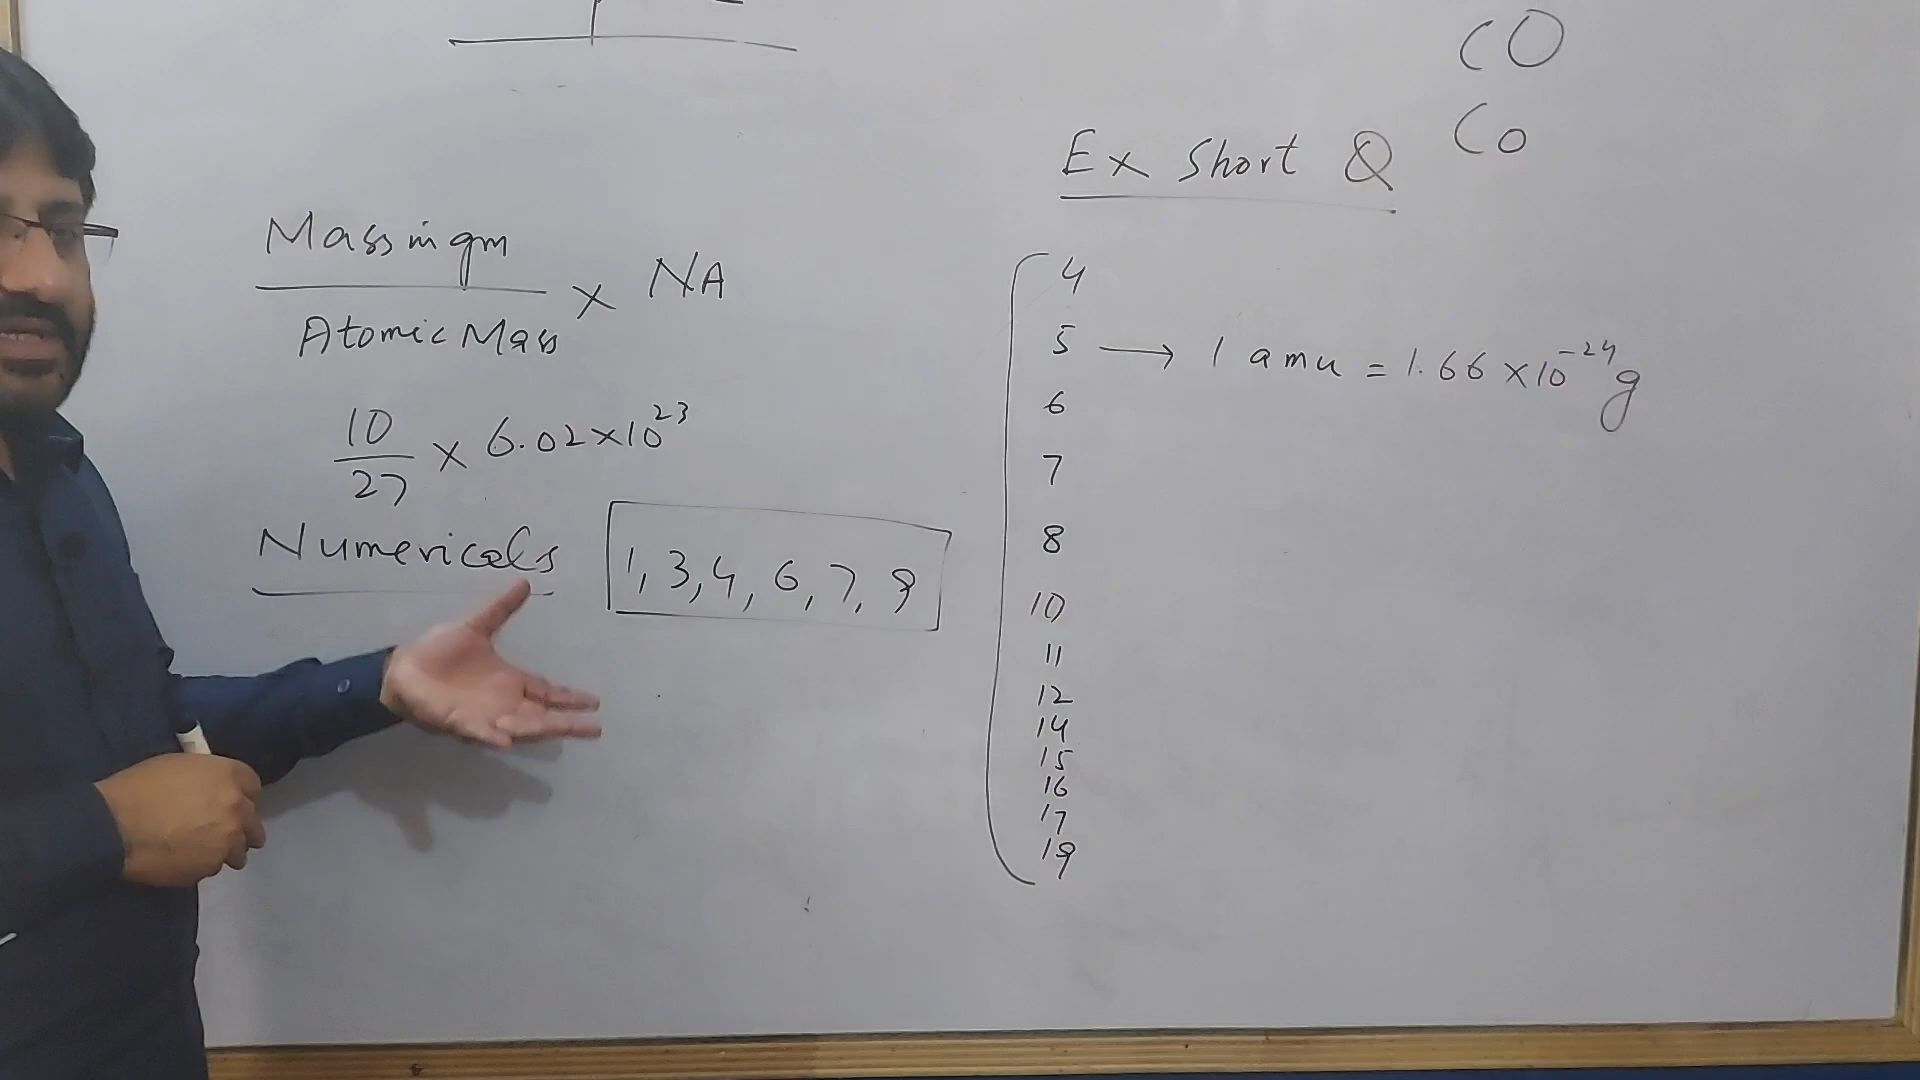 CO
Co
Ex Short Q
Mass in gm
Atomic Mass
× NA
10
27
× 6.02×10²³
Numericals
1, 3, 4, 6, 7, 9
4
5 → 1 amu = 1.66 ×10⁻²⁴g
6
7
8
10
11
12
14
15
16
17
19